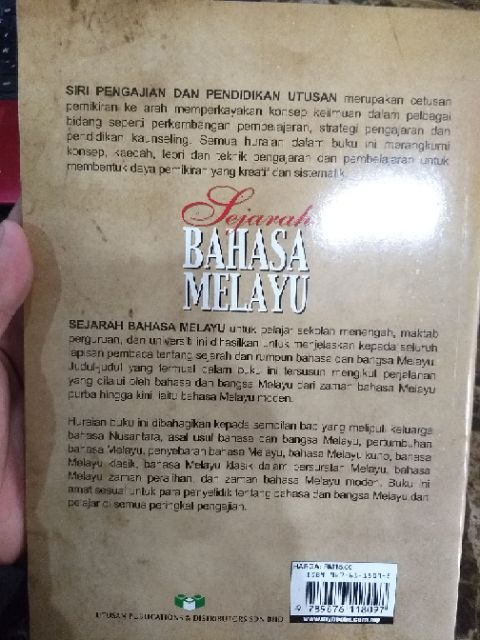 SIRI PENGAJIAN DAN PENDIDIKAN UTUSAN merupakan cetusan
pemikiran ke arah memperkayakan konsep keilmuan dalam pelbagai
bidang seperti perkembangan pembelajaran, strategi pengajaran dan
pendidikan kaunseling. Semua huraian dalam buku ini merangkumi
konsep, kaedah, teori dan teknik pengajaran dan pembelajaran untuk
membentuk daya pemikiran yang kreatif dan sistematik.
Sejarah
BAHASA
MELAYU
SEJARAH BAHASA MELAYU untuk pelajar sekolah menengah, maktab
perguruan, dan universiti ini dihasilkan untuk menjelaskan kepada seluruh
lapisan pembaca tentang sejarah dan rumpun bahasa dan bangsa Melayu.
Judul-judul yang termuat dalam buku ini tersusun mengikut perjalanan
yang dilalui oleh bahasa dan bangsa Melayu dari zaman bahasa Melayu
purba hingga kini, iaitu bahasa Melayu moden.
Huraian buku ini dibahagikan kepada sembilan bab yang meliputi keluarga
bahasa Nusantara, asal usul bahasa dan bangsa Melayu, pertumbuhan
bahasa Melayu, penyebaran bahasa Melayu, bahasa Melayu kuno, bahasa
Melayu klasik, bahasa Melayu klasik dalam persuratan Melayu, bahasa
Melayu zaman peralihan, dan zaman bahasa Melayu moden. Buku ini
amat sesuai untuk para penyelidik tentang bahasa dan bangsa Melayu dan
pelajar di semua peringkat pengajian.
HARGA:
ISBN 967-61-1809-
9 789676 118097
UTUSAN PUBLICATIONS & DISTRIBUTORS SDN BHD